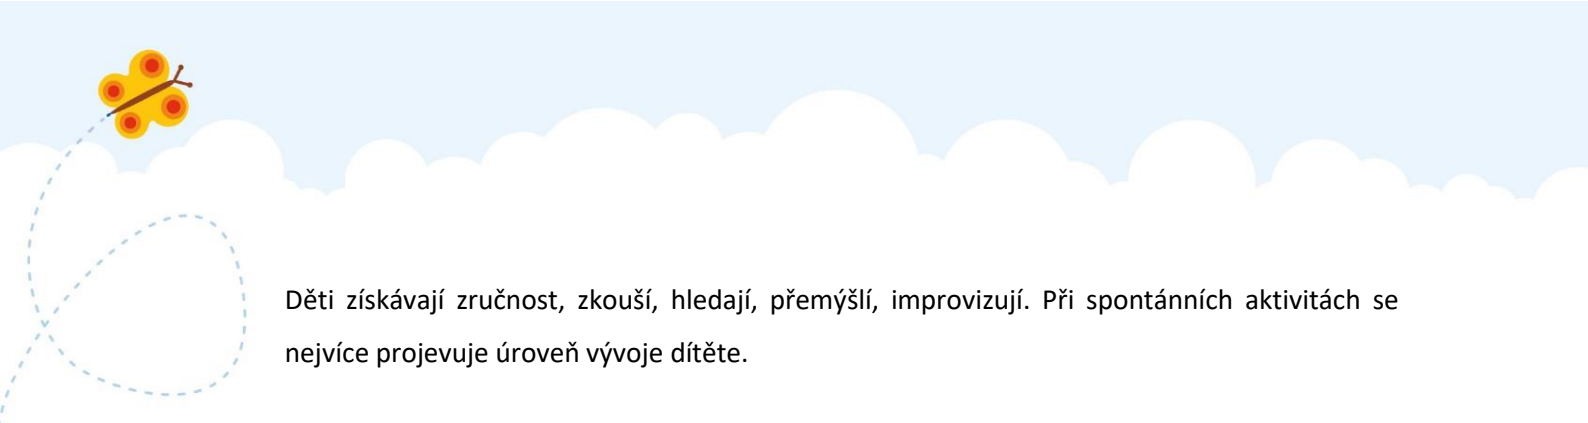 Děti získávají zručnost, zkouší, hledají, přemýšlí, improvizují. Při spontánních aktivitách se
nejvíce projevuje úroveň vývoje dítěte.